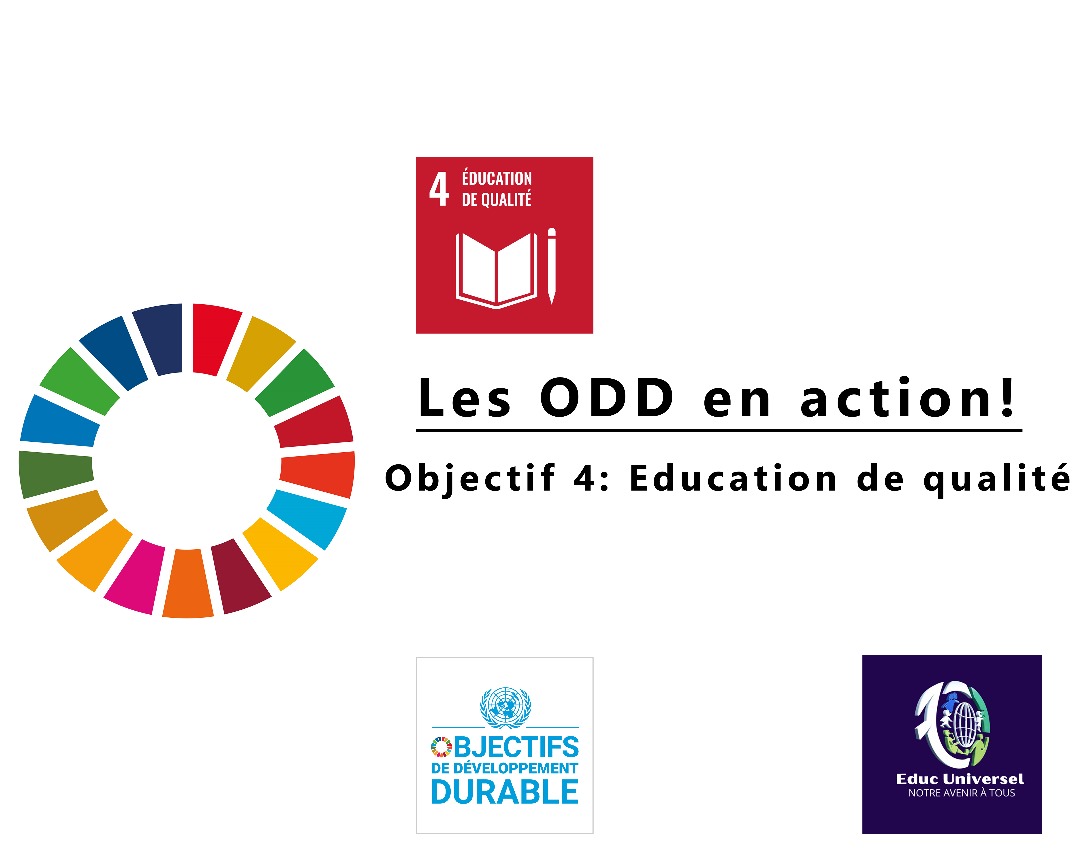 4 ÉDUCATION
DE QUALITÉ
Les ODD en action!
Objectif 4: Education de qualité
OBJECTIFS
DE DÉVELOPPEMENT
DURABLE
Educ Universel
NOTRE AVENIR À TOUS